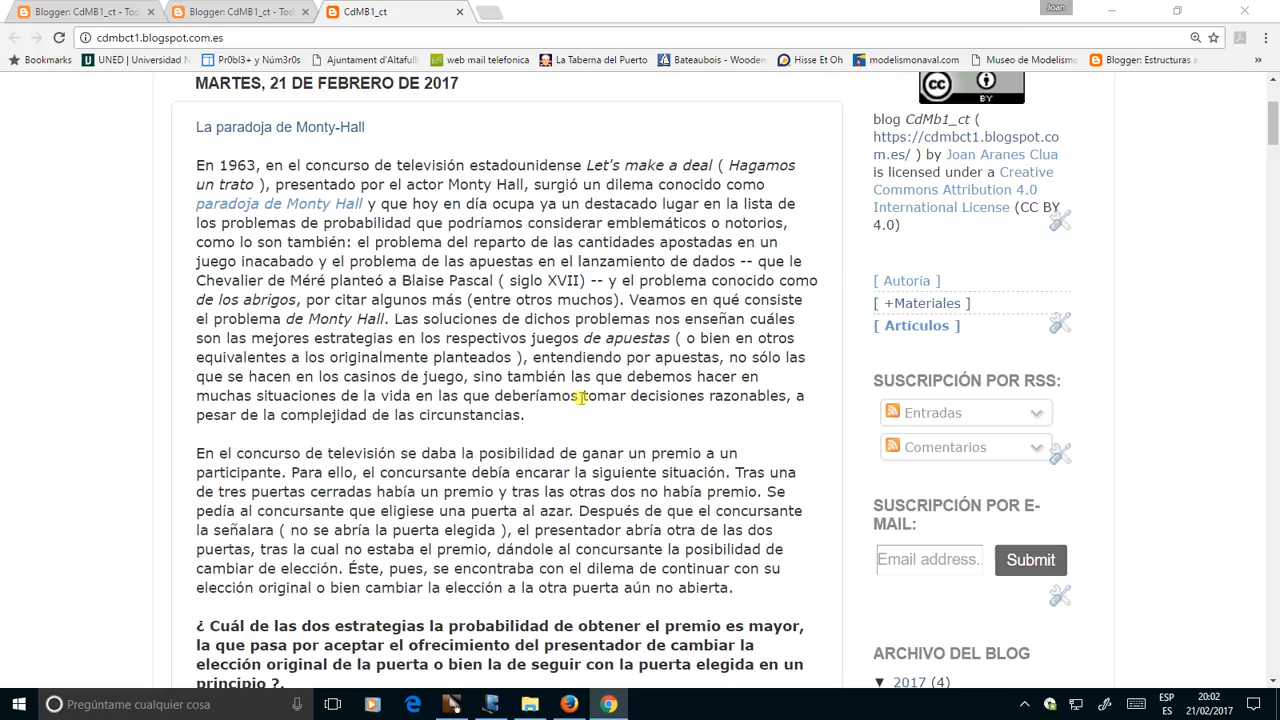 Blogger: CdMB1_ct - Tod
Blogger: CdMB1_ct - Tod
CdMB1_ct
Joan
cdmbct1.blogspot.com.es
Bookmarks
UNED | Universidad N
Pr0bl3+ y Núm3r0s
Ajuntament d'Altafull
web mail telefonica
La Taberna del Puerto
Bateaubois - Wooden
Hisse Et Oh
modelismonaval.com
Museo de Modelismo
Blogger: Estructuras a
»
MARTES, 21 DE FEBRERO DE 2017
La paradoja de Monty-Hall
En 1963, en el concurso de televisión estadounidense Let's make a deal ( Hagamos
un trato ), presentado por el actor Monty Hall, surgió un dilema conocido como
paradoja de Monty Hall y que hoy en día ocupa ya un destacado lugar en la lista de
los problemas de probabilidad que podríamos considerar emblemáticos o notorios,
como lo son también: el problema del reparto de las cantidades apostadas en un
juego inacabado y el problema de las apuestas en el lanzamiento de dados -- que le
Chevalier de Méré planteó a Blaise Pascal ( siglo XVII) -- y el problema conocido como
de los abrigos, por citar algunos más (entre otros muchos). Veamos en qué consiste
el problema de Monty Hall. Las soluciones de dichos problemas nos enseñan cuáles
son las mejores estrategias en los respectivos juegos de apuestas ( o bien en otros
equivalentes a los originalmente planteados ), entendiendo por apuestas, no sólo las
que se hacen en los casinos de juego, sino también las que debemos hacer en
muchas situaciones de la vida en las que deberíamos tomar decisiones razonables, a
pesar de la complejidad de las circunstancias.
En el concurso de televisión se daba la posibilidad de ganar un premio a un
participante. Para ello, el concursante debía encarar la siguiente situación. Tras una
de tres puertas cerradas había un premio y tras las otras dos no había premio. Se
pedía al concursante que eligiese una puerta al azar. Después de que el concursante
la señalara ( no se abría la puerta elegida ), el presentador abría otra de las dos
puertas, tras la cual no estaba el premio, dándole al concursante la posibilidad de
cambiar de elección. Éste, pues, se encontraba con el dilema de continuar con su
elección original o bien cambiar la elección a la otra puerta aún no abierta.
¿ Cuál de las dos estrategias la probabilidad de obtener el premio es mayor,
la que pasa por aceptar el ofrecimiento del presentador de cambiar la
elección original de la puerta o bien la de seguir con la puerta elegida en un
principio ?.
cc
BY
blog CdMb1_ct (
https://cdmbct1.blogspot.co
m.es/ ) by Joan Aranes Clua
is licensed under a Creative
Commons Attribution 4.0
International License (CC BY
4.0)
[ Autoría ]
[ +Materiales ]
[ Artículos ]
SUSCRIPCIÓN POR RSS:
Entradas
Comentarios
SUSCRIPCIÓN POR E-
MAIL:
Email address.
Submit
ARCHIVO DEL BLOG
▼ 2017 (4)
Pregúntame cualquier cosa
ESP
ES
20:02
21/02/2017